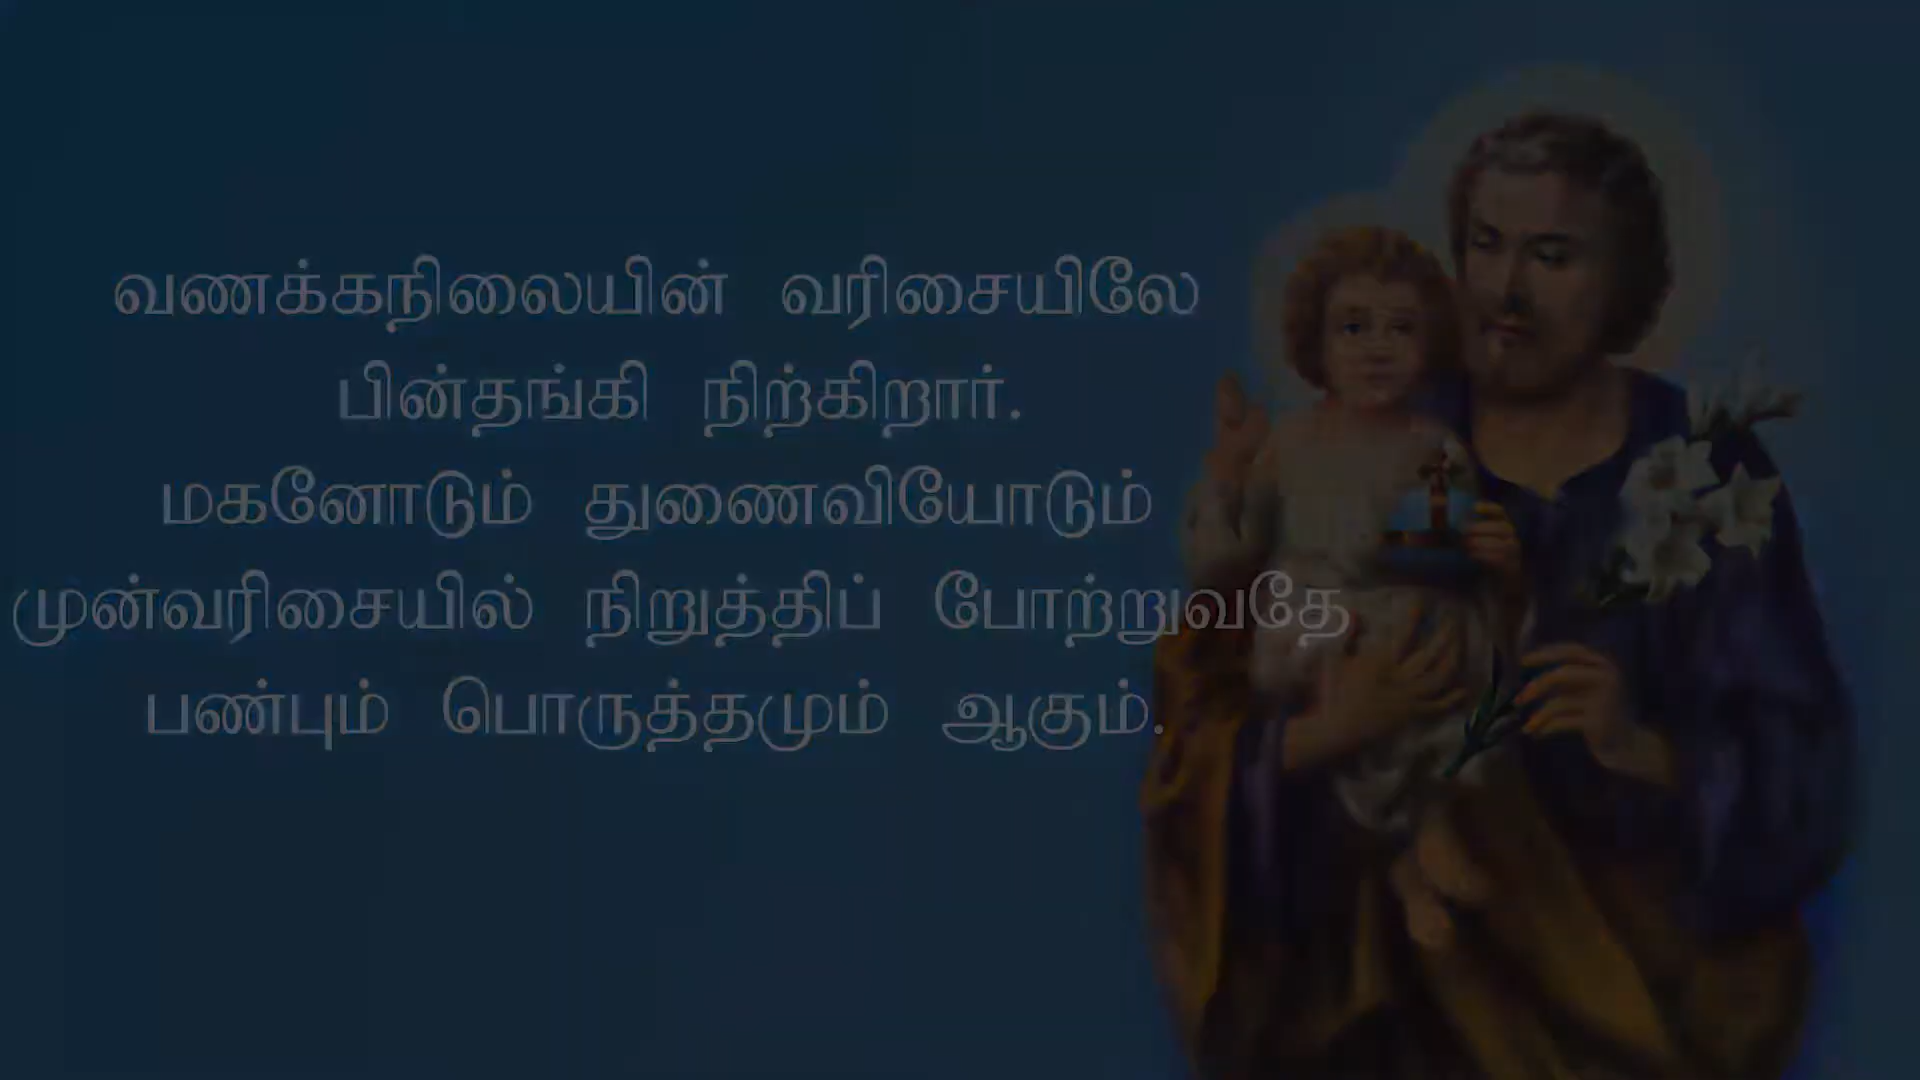 வணக்கநிலையின் வரிசையிலே
பின்தங்கி நிற்கிறார்.
மகனோடும் துணைவியோடும்
முன்வரிசையில் நிறுத்திப் போற்றுவதே
பண்பும் பொருத்தமும் ஆகும்.